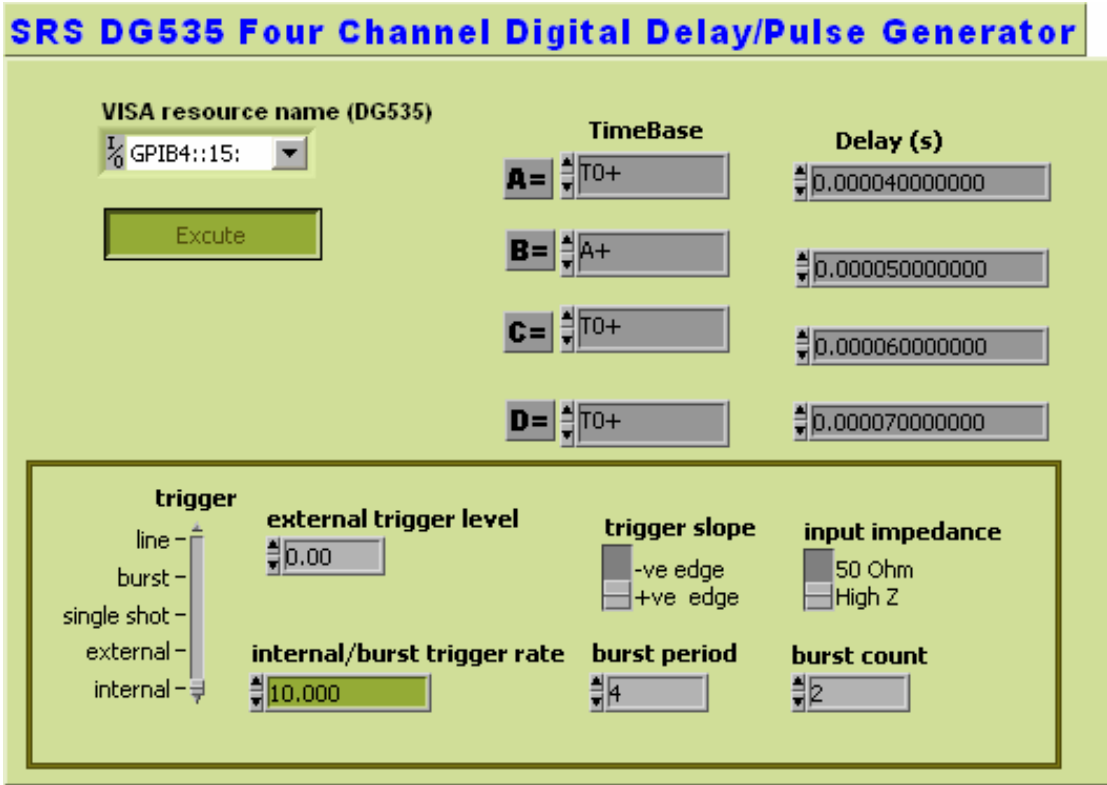 SRS DG535 Four Channel Digital Delay/Pulse Generator
VISA resource name (DG535)
I/O GPIB4::15:
Excute
TimeBase
Delay (s)
A= T0+ 0.000040000000
B= A+ 0.000050000000
C= T0+ 0.000060000000
D= T0+ 0.000070000000
trigger
line
burst
single shot
external
internal
external trigger level
0.00
trigger slope
-ve edge
+ve edge
input impedance
50 Ohm
High Z
internal/burst trigger rate
10.000
burst period
4
burst count
2